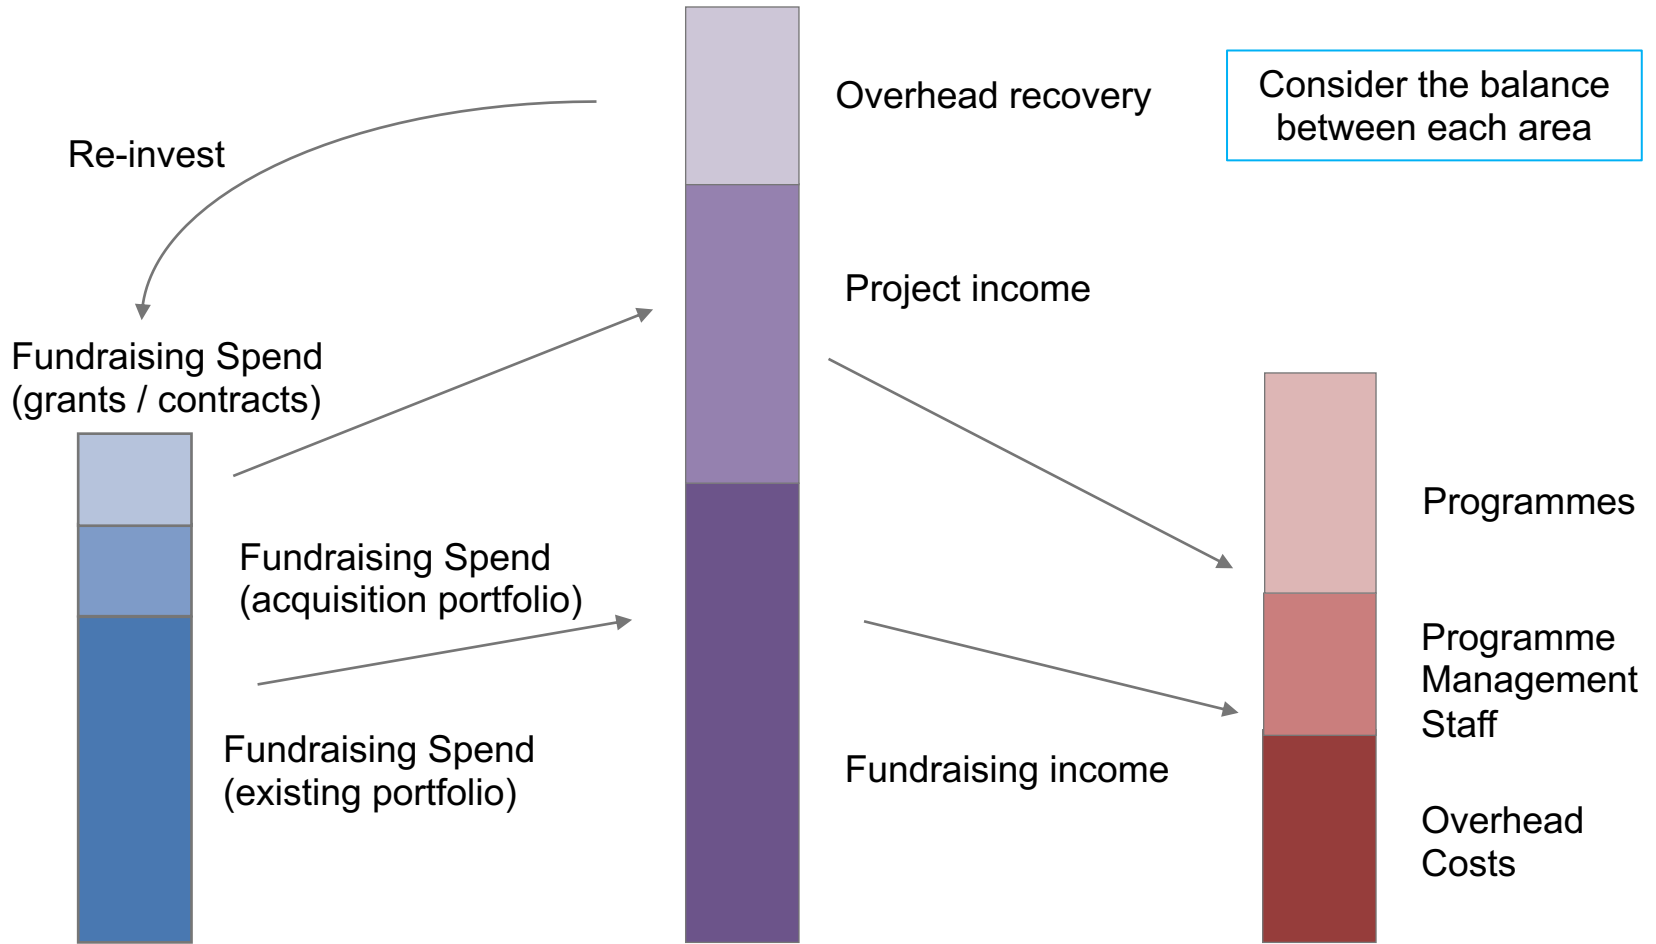 Overhead recovery
Consider the balance
between each area
Re-invest
Project income
Fundraising Spend
(grants / contracts)
Programmes
Fundraising Spend
(acquisition portfolio)
Programme
Management
Staff
Fundraising Spend
(existing portfolio)
Fundraising income
Overhead
Costs